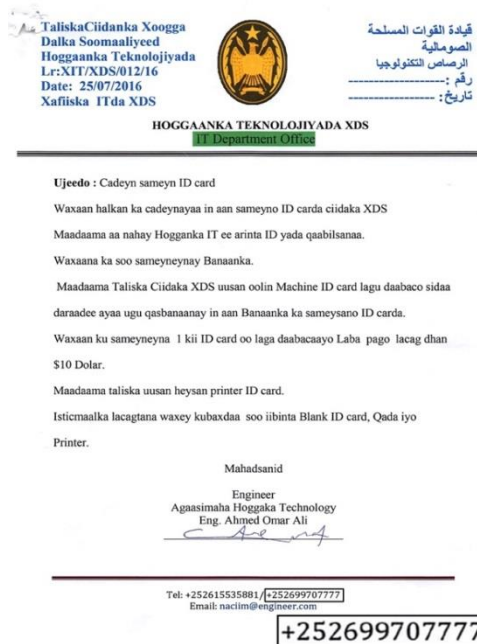 TaliskaCiidanka Xoogga
Dalka Soomaaliyeed
Hoggaanka Teknolojiyada
Lr:XIT/XDS/012/16
Date: 25/07/2016
Xafiiska ITda XDS
قيادة القوات المسلحة
الصومالية
الرصاص التكنولوجيا
رقم :-------------------
تاريخ: -----------------
HOGGAANKA TEKNOLOJIYADA XDS
IT Department Office
Ujeedo : Cadeyn sameyn ID card
Waxaan halkan ka cadeynayaa in aan sameyno ID carda ciidaka XDS
Maadaama aa nahay Hogganka IT ee arinta ID yada qaabilsanaa.
Waxaana ka soo sameyneynay Banaanka.
Maadaama Taliska Ciidaka XDS uusan oolin Machine ID card lagu daabaco sidaa
daraadee ayaa ugu qasbanaanay in aan Banaanka ka sameysano ID carda.
Waxaan ku sameyneyna 1 kii ID card oo laga daabacaayo Laba pago lacag dhan
$10 Dolar.
Maadaama taliska uusan heysan printer ID card.
Isticmaalka lacagtana waxey kubaxdaa soo iibinta Blank ID card, Qada iyo
Printer.
Mahadsanid
Engineer
Agaasimaha Hoggaka Technology
Eng. Ahmed Omar Ali
Tel: +252615535881/+252699707777
Email: naciim@engineer.com
+252699707777